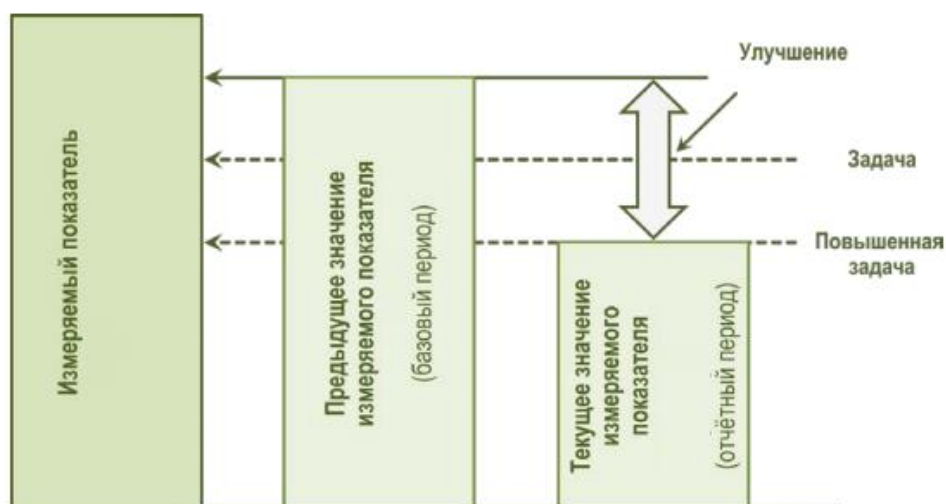 Измеряемый показатель
Предыдущее значение
измеряемого показателя
(базовый период)
Улучшение
Задача
Повышенная
задача
Текущее значение
измеряемого
показателя
(отчётный период)